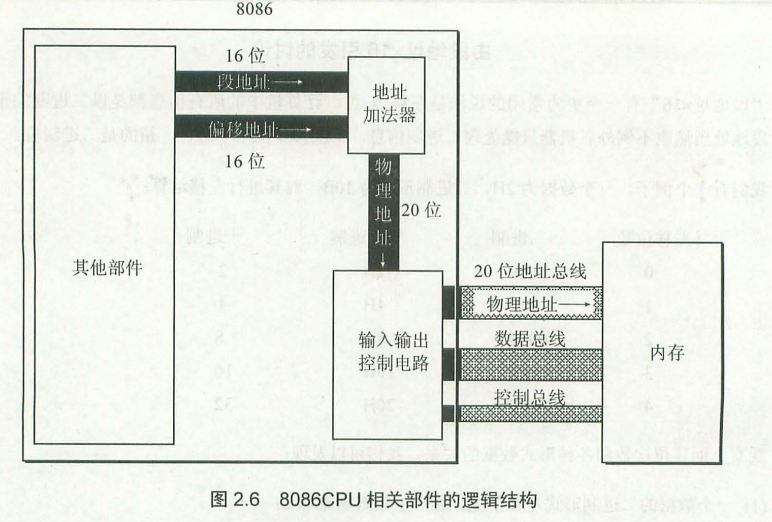 8086
16 位
段地址
偏移地址
16 位
地址
加法器
物理地址
20 位
其他部件
输入输出
控制电路
20 位地址总线
物理地址
数据总线
控制总线
内存
图 2.6 8086CPU 相关部件的逻辑结构